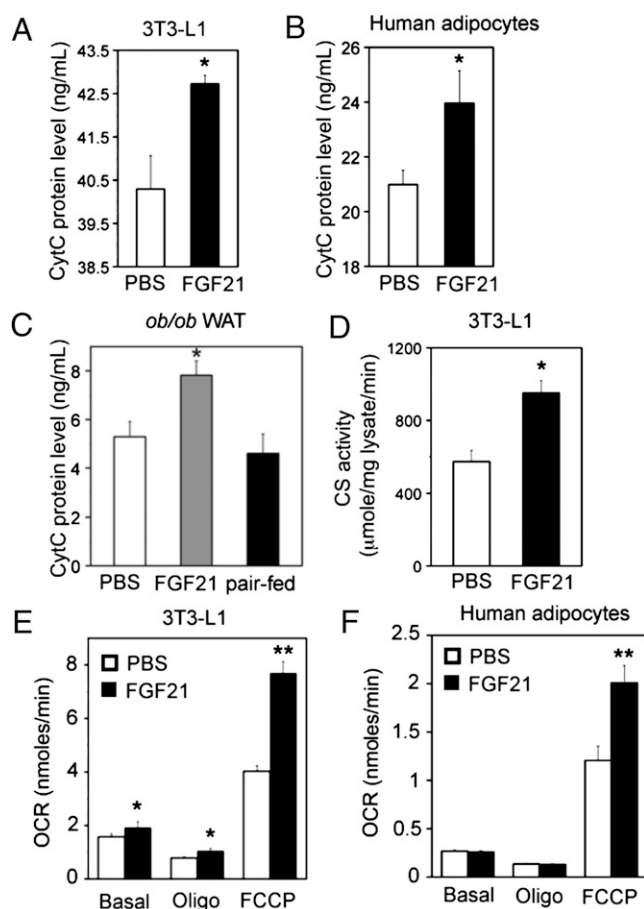 A
3T3-L1
CytC protein level (ng/mL)
43.5
42.5
41.5
40.5
39.5
38.5
*
PBS FGF21
B
Human adipocytes
CytC protein level (ng/mL)
26
24
22
20
18
*
PBS FGF21
C
ob/ob WAT
CytC protein level (ng/mL)
8
6
4
2
0
*
PBS FGF21 pair-fed
D
3T3-L1
CS activity
(µmole/mg lysate/min)
1200
900
600
300
0
*
PBS FGF21
E
3T3-L1
OCR (nmoles/min)
8
6
4
2
0
PBS
FGF21
*
*
**
Basal Oligo FCCP
F
Human adipocytes
OCR (nmoles/min)
2.5
2
1.5
1
0.5
0
PBS
FGF21
**
Basal Oligo FCCP